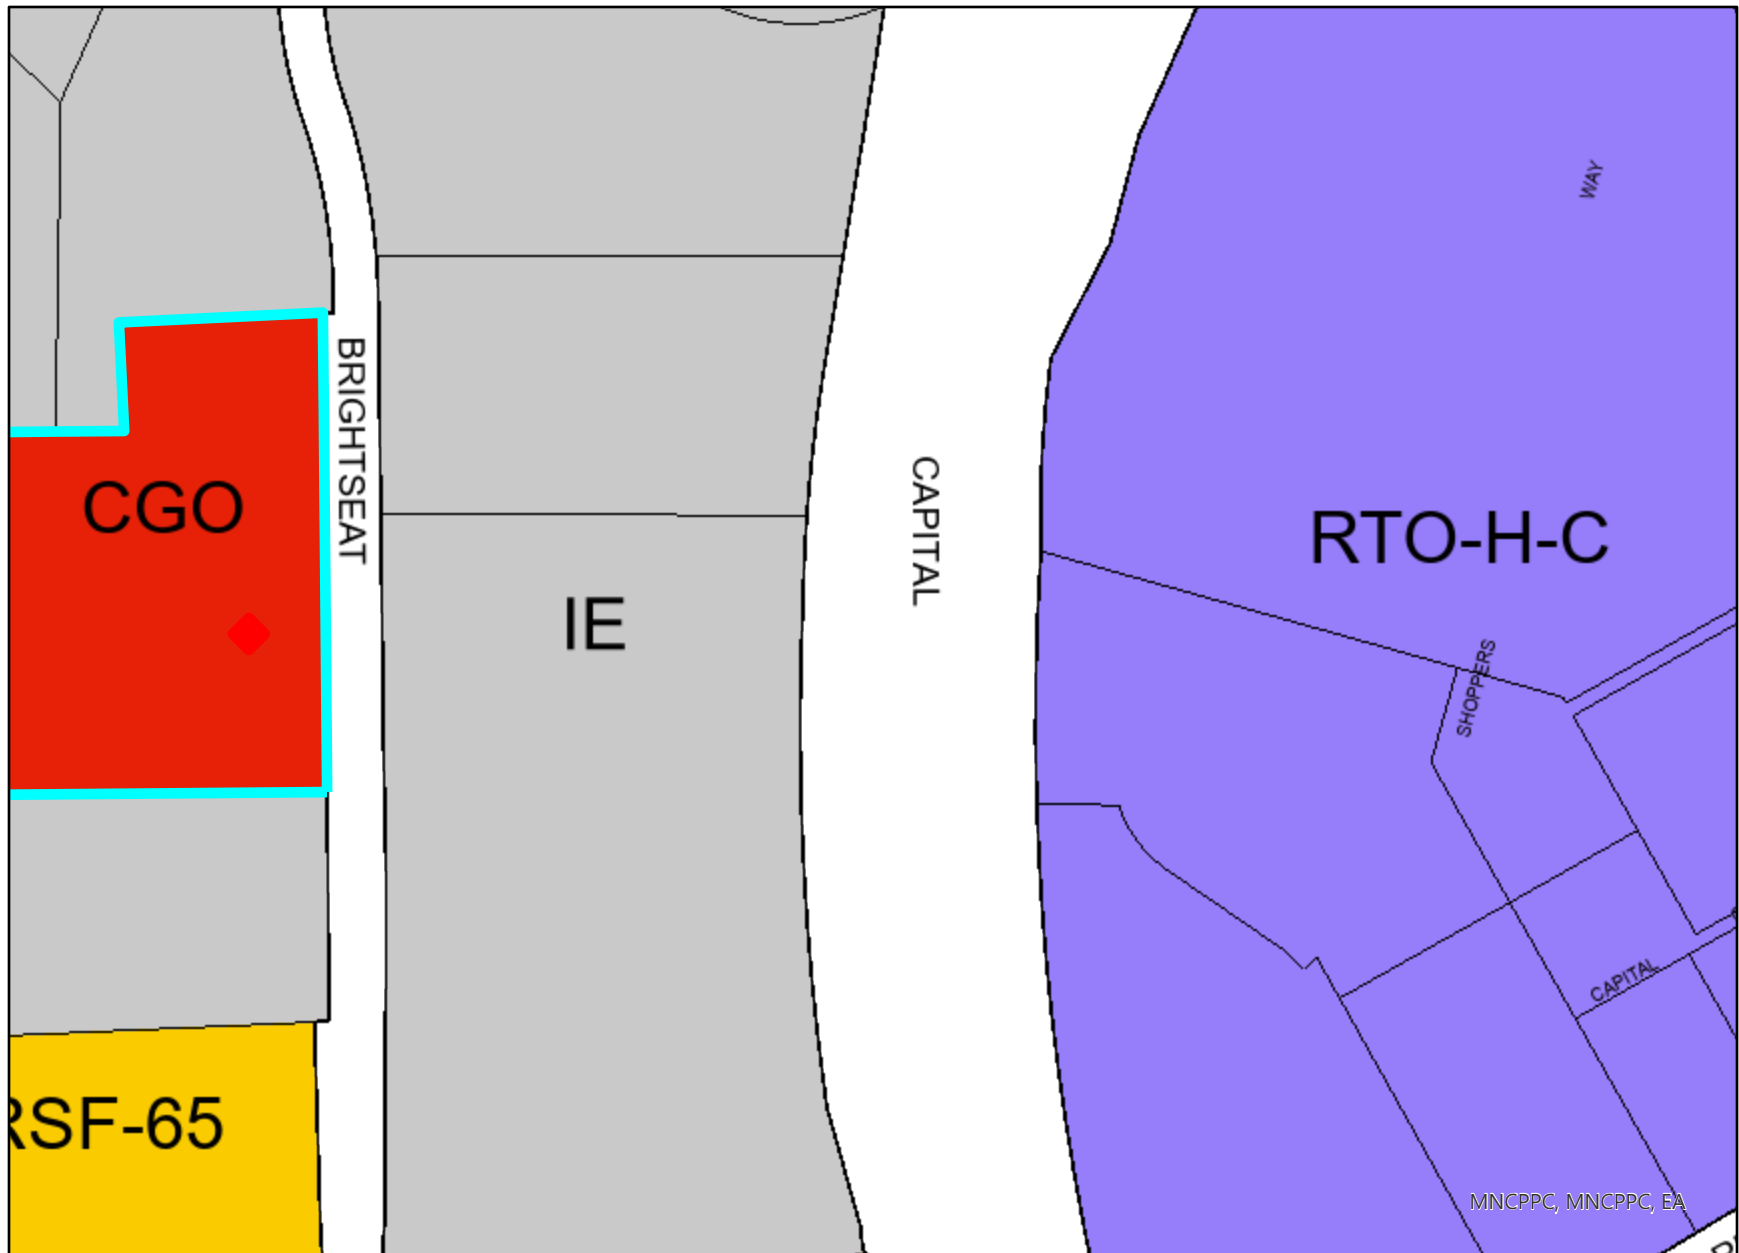 WAY
BRIGHTSEAT
CAPITAL
CGO
RTO-H-C
IE
SHOPPERS
CAPITAL
RSF-65
MNCPPC, MNCPPC, EA